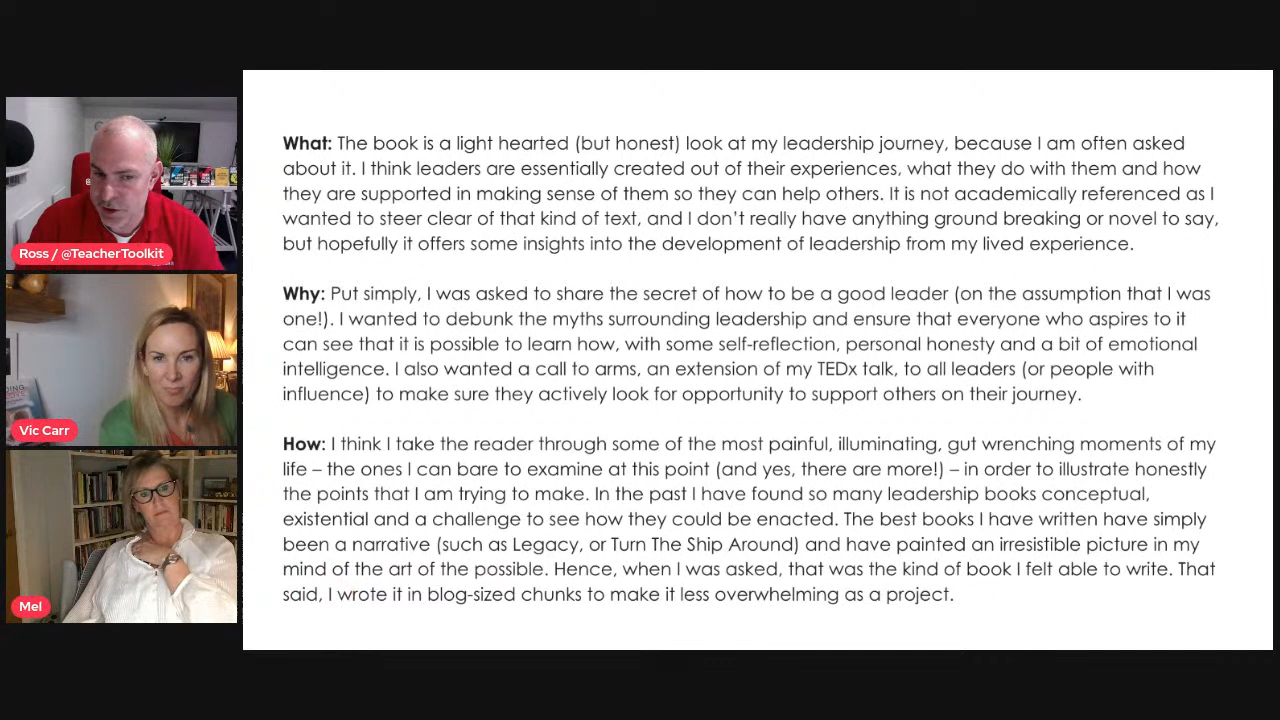 Ross / @TeacherToolkit
Vic Carr
Mel
What: The book is a light hearted (but honest) look at my leadership journey, because I am often asked
about it. I think leaders are essentially created out of their experiences, what they do with them and how
they are supported in making sense of them so they can help others. It is not academically referenced as I
wanted to steer clear of that kind of text, and I don’t really have anything ground breaking or novel to say,
but hopefully it offers some insights into the development of leadership from my lived experience.
Why: Put simply, I was asked to share the secret of how to be a good leader (on the assumption that I was
one!). I wanted to debunk the myths surrounding leadership and ensure that everyone who aspires to it
can see that it is possible to learn how, with some self-reflection, personal honesty and a bit of emotional
intelligence. I also wanted a call to arms, an extension of my TEDx talk, to all leaders (or people with
influence) to make sure they actively look for opportunity to support others on their journey.
How: I think I take the reader through some of the most painful, illuminating, gut wrenching moments of my
life – the ones I can bare to examine at this point (and yes, there are more!) – in order to illustrate honestly
the points that I am trying to make. In the past I have found so many leadership books conceptual,
existential and a challenge to see how they could be enacted. The best books I have written have simply
been a narrative (such as Legacy, or Turn The Ship Around) and have painted an irresistible picture in my
mind of the art of the possible. Hence, when I was asked, that was the kind of book I felt able to write. That
said, I wrote it in blog-sized chunks to make it less overwhelming as a project.